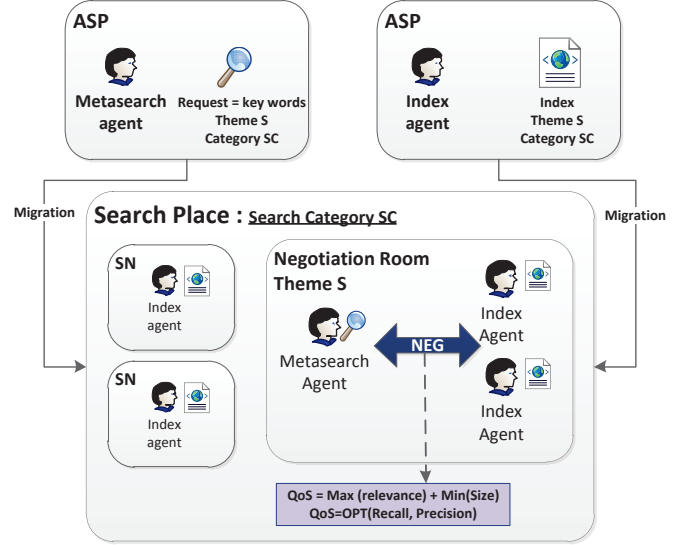 ASP
Metasearch
agent
Request = key words
Theme S
Category SC
ASP
Index
agent
Index
Theme S
Category SC
Migration
Migration
Search Place : Search Category SC
SN
Index
agent
SN
Index
agent
Negotiation Room
Theme S
Metasearch
Agent
NEG
Index
Agent
Index
Agent
QoS = Max (relevance) + Min(Size)
QoS=OPT(Recall, Precision)